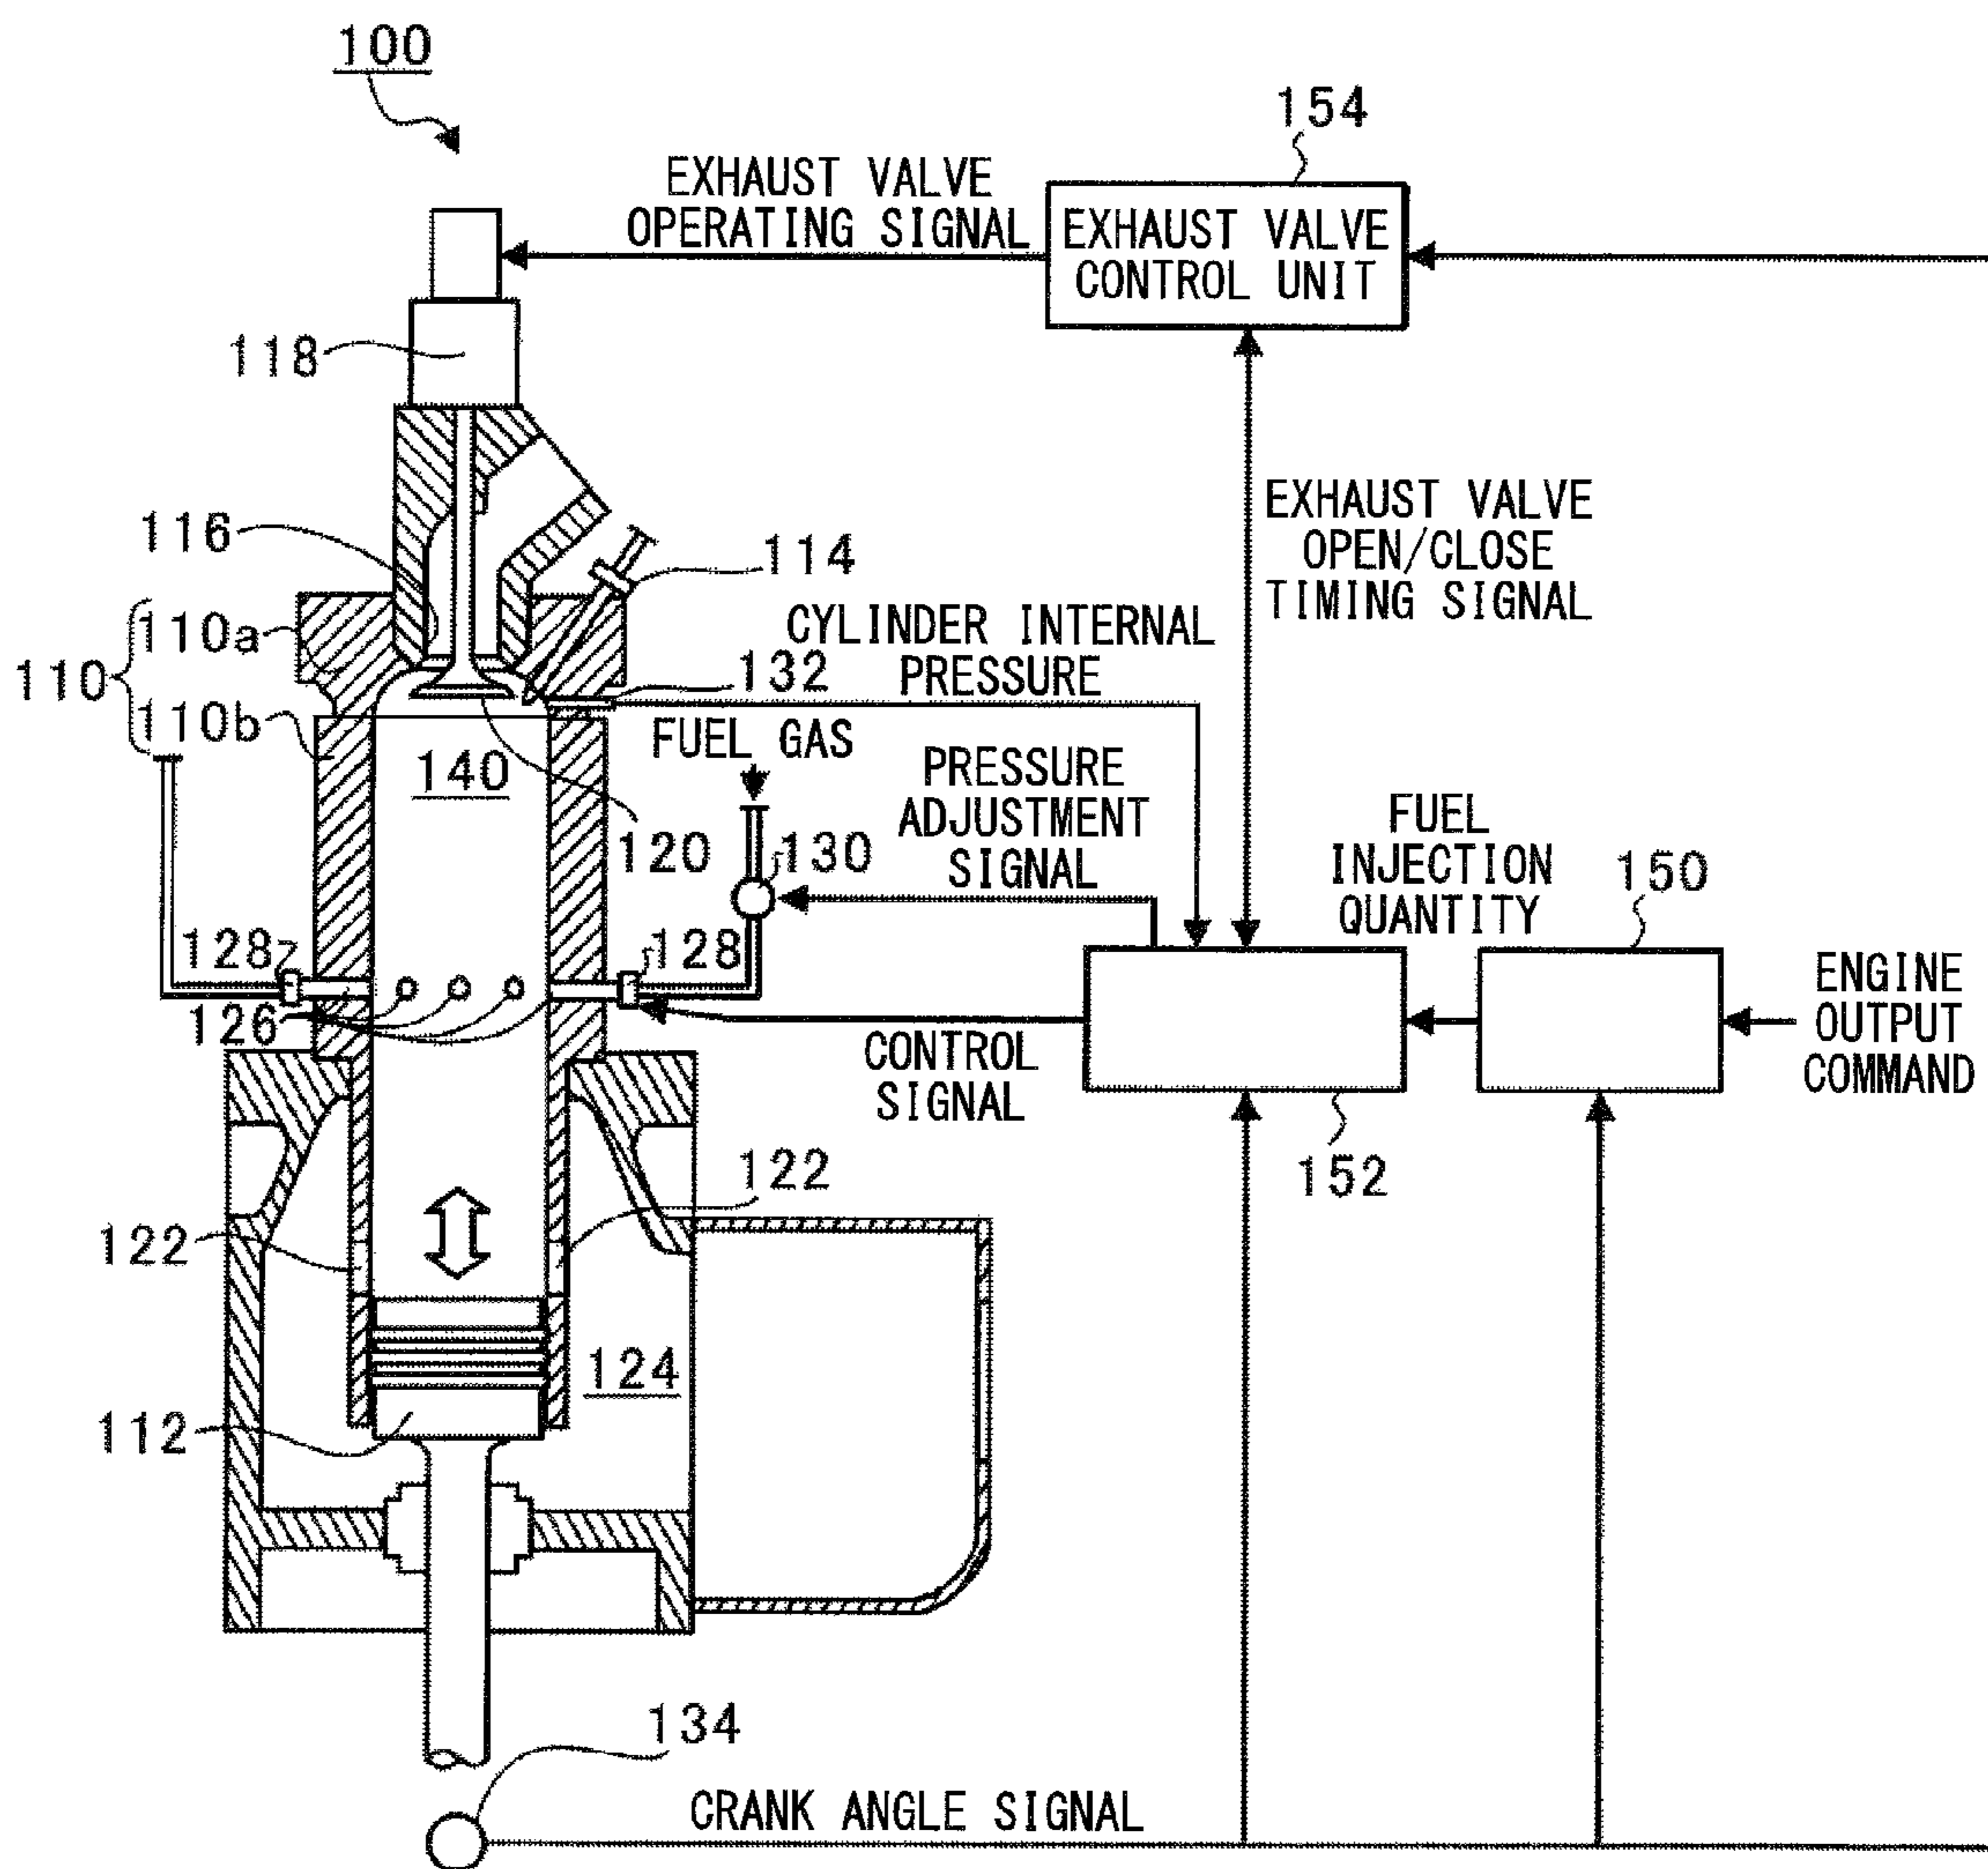 100
154
EXHAUST VALVE
OPERATING SIGNAL
EXHAUST VALVE
CONTROL UNIT
118
116
114
EXHAUST VALVE
OPEN/CLOSE
TIMING SIGNAL
110
110a
110b
CYLINDER INTERNAL
PRESSURE
132
FUEL GAS
140
120
130
PRESSURE
ADJUSTMENT
SIGNAL
FUEL
INJECTION
QUANTITY
150
128
128
126
CONTROL
SIGNAL
152
ENGINE
OUTPUT
COMMAND
122
122
124
112
134
CRANK ANGLE SIGNAL